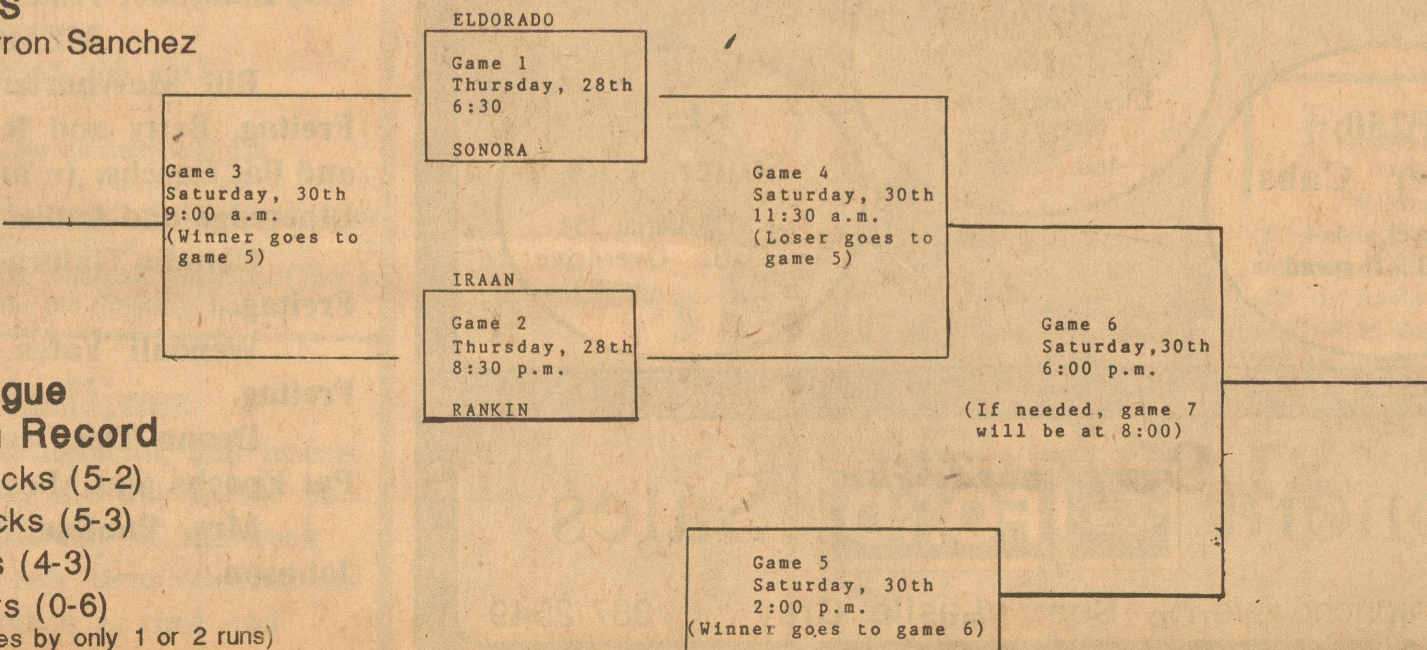 rron Sanchez
ELDORADO
Game 1
Thursday, 28th
6:30
SONORA
Game 3
Saturday, 30th
9:00 a.m.
(Winner goes to
game 5)
Game 4
Saturday, 30th
11:30 a.m.
(Loser goes to
game 5)
IRAAN
Game 2
Thursday, 28th
8:30 p.m.
RANKIN
Game 6
Saturday,30th
6:00 p.m.
(If needed, game 7
will be at 8:00)
Game 5
Saturday, 30th
2:00 p.m.
(Winner goes to game 6)
gue
Record
cks (5-2)
cks (5-3)
s (4-3)
rs (0-6)
es by only 1 or 2 runs)